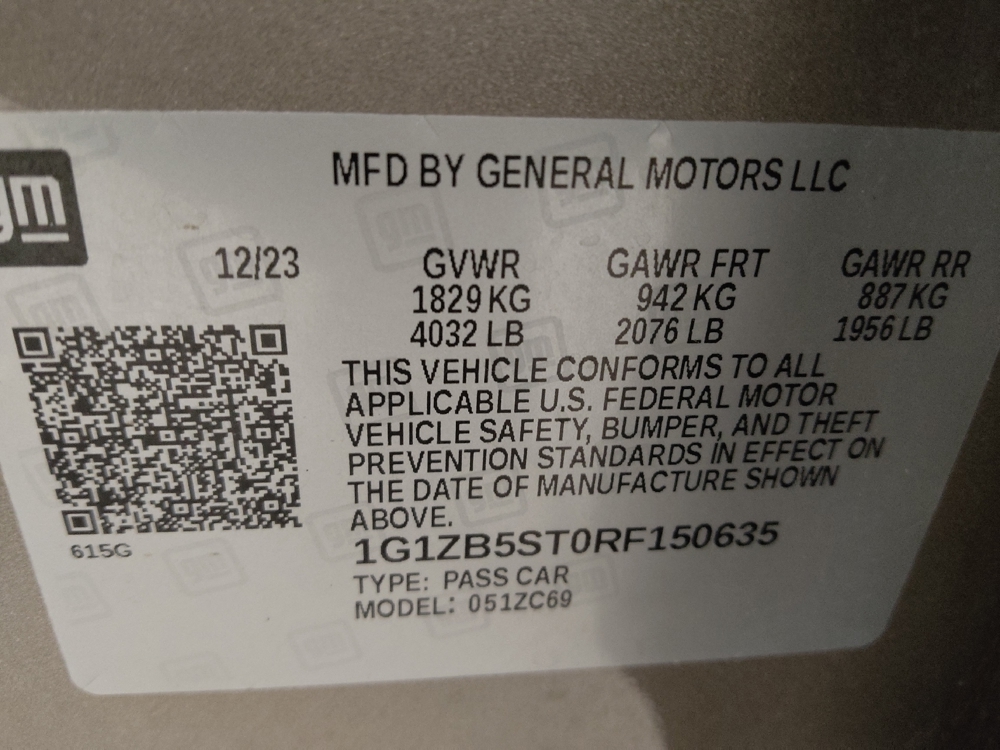 gm
MFD BY GENERAL MOTORS LLC
12/23 GVWR GAWR FRT GAWR RR
1829 KG 942 KG 887 KG
4032 LB 2076 LB 1956 LB
THIS VEHICLE CONFORMS TO ALL
APPLICABLE U.S. FEDERAL MOTOR
VEHICLE SAFETY, BUMPER, AND THEFT
PREVENTION STANDARDS IN EFFECT ON
THE DATE OF MANUFACTURE SHOWN
ABOVE.
615G
1G1ZB5ST0RF150635
TYPE: PASS CAR
MODEL: 051ZC69